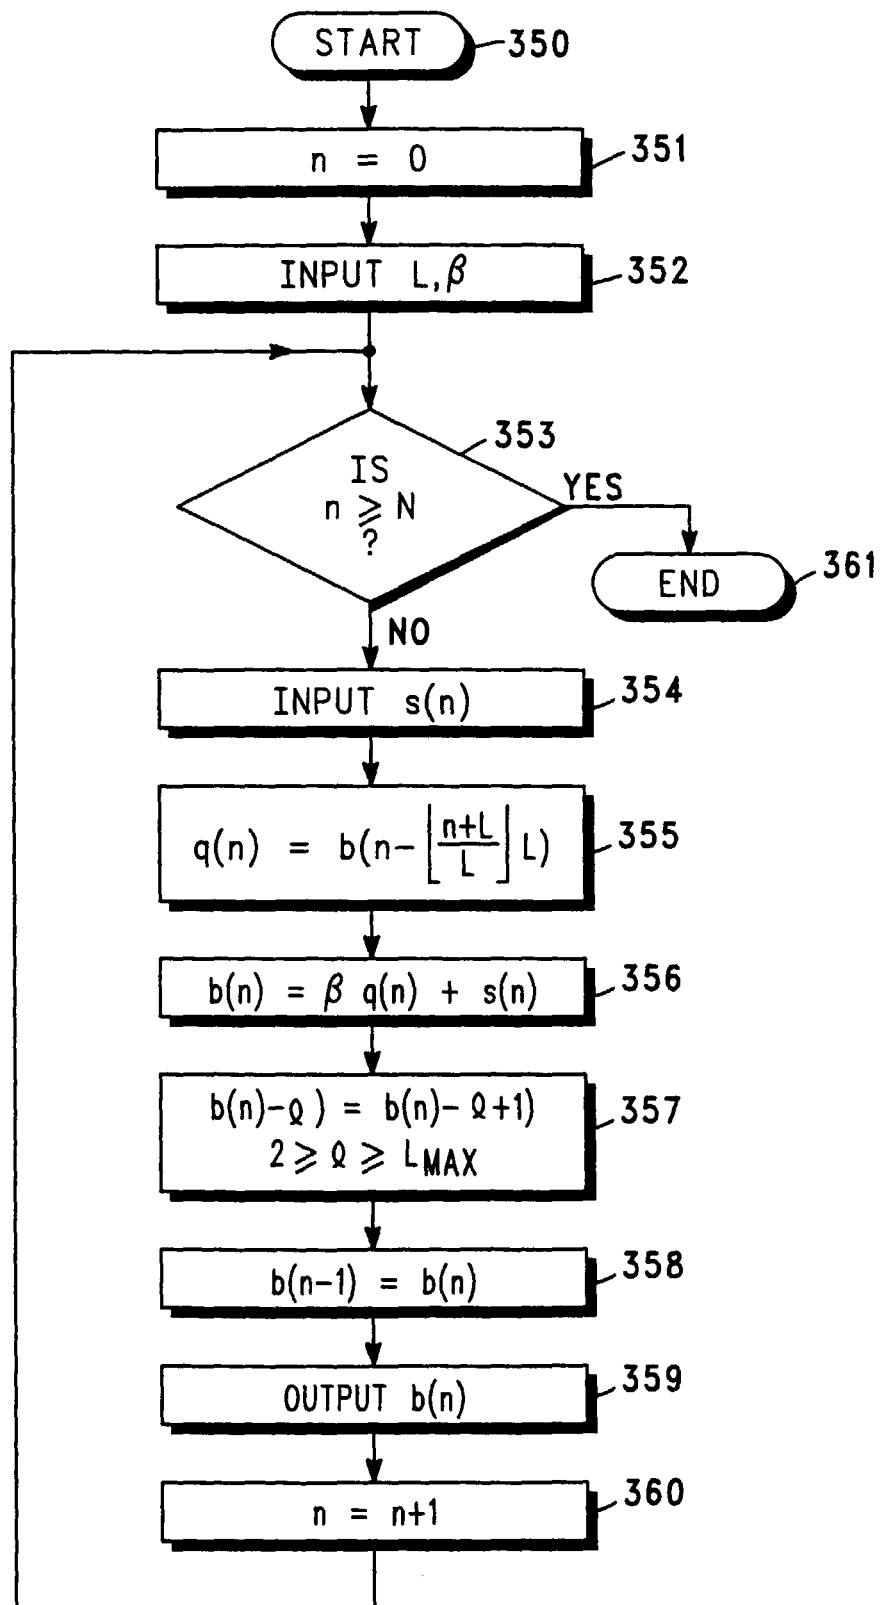 START
350
n = 0
351
INPUT L,β
352
IS
n ⩾ N
?
353
YES
END
361
NO
INPUT s(n)
354
q(n) = b(n-⌊(n+L)/L⌋L)
355
b(n) = β q(n) + s(n)
356
b(n)-ℓ) = b(n)-ℓ+1)
2 ⩾ ℓ ⩾ LMAX
357
b(n-1) = b(n)
358
OUTPUT b(n)
359
n = n+1
360